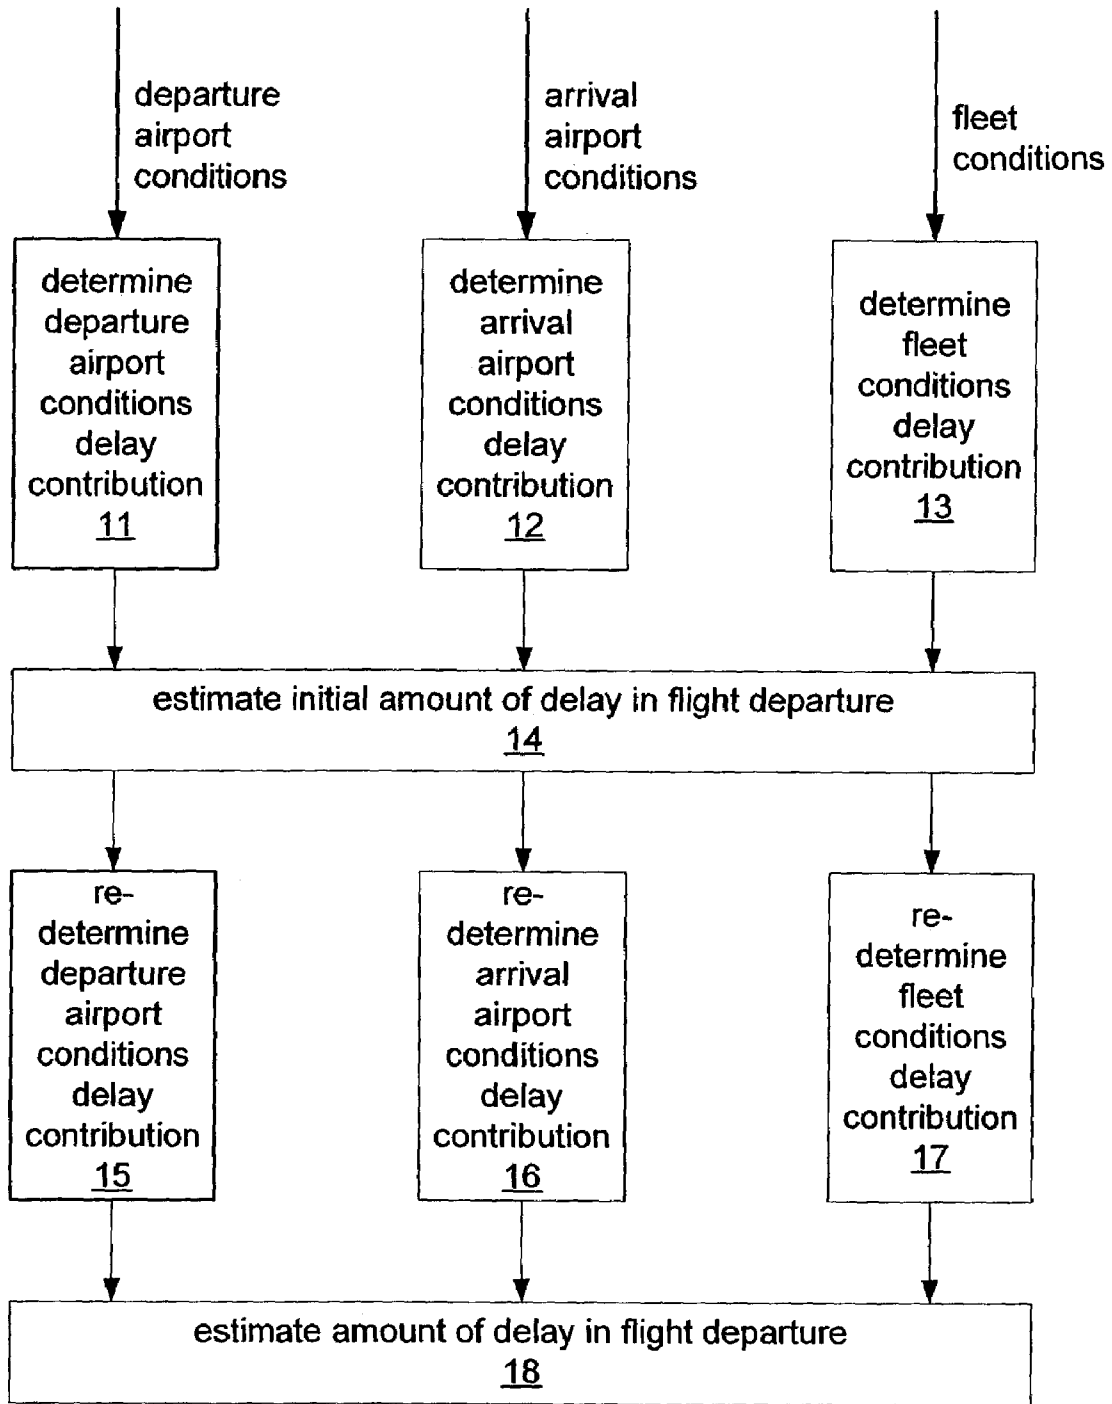 departure
airport
conditions
arrival
airport
conditions
fleet
conditions
determine
departure
airport
conditions
delay
contribution
11
determine
arrival
airport
conditions
delay
contribution
12
determine
fleet
conditions
delay
contribution
13
estimate initial amount of delay in flight departure
14
re-
determine
departure
airport
conditions
delay
contribution
15
re-
determine
arrival
airport
conditions
delay
contribution
16
re-
determine
fleet
conditions
delay
contribution
17
estimate amount of delay in flight departure
18